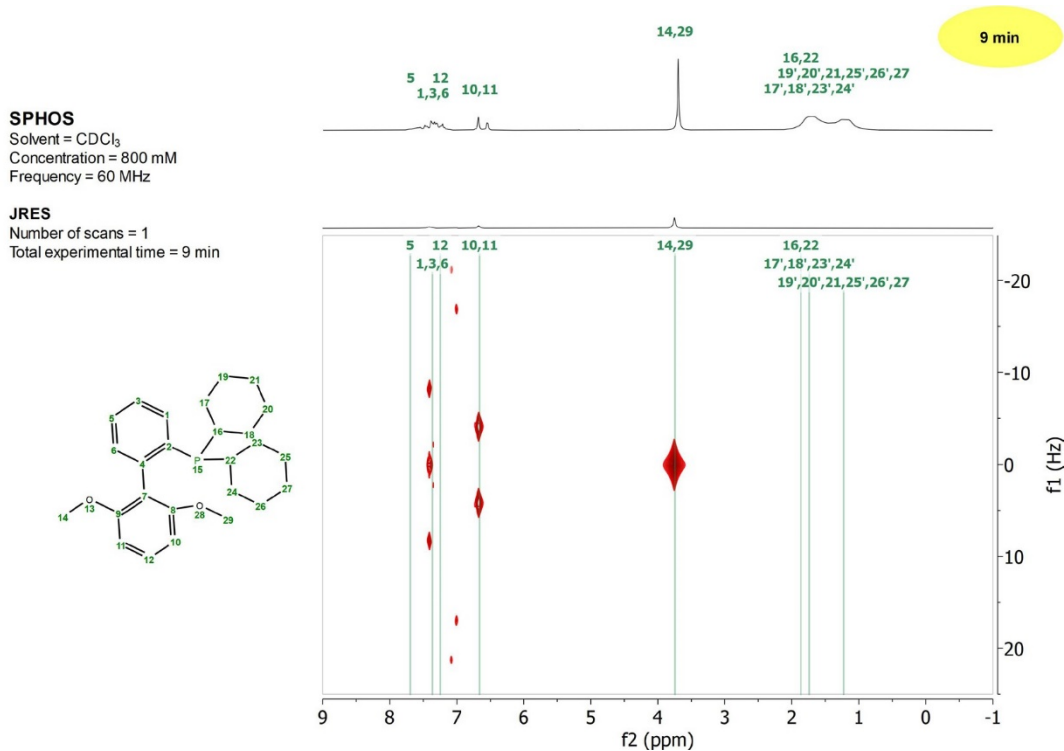 9 min
14,29
16,22
19',20',21,25',26',27
17',18',23',24'
5 12
1,3,6
10,11
SPHOS
Solvent = CDCl₃
Concentration = 800 mM
Frequency = 60 MHz
JRES
Number of scans = 1
Total experimental time = 9 min
5 12 10,11 14,29 16,22
1,3,6 17',18',23',24'
19',20',21,25',26',27
-20
-10
0
10
20
f1 (Hz)
9 8 7 6 5 4 3 2 1 0 -1
f2 (ppm)
19 21
3 17 20
5 1
16 18
6 2 23
4 P 22 25
15
24 27
7 26
O O
14 13 9 8 28 29
11 10
12